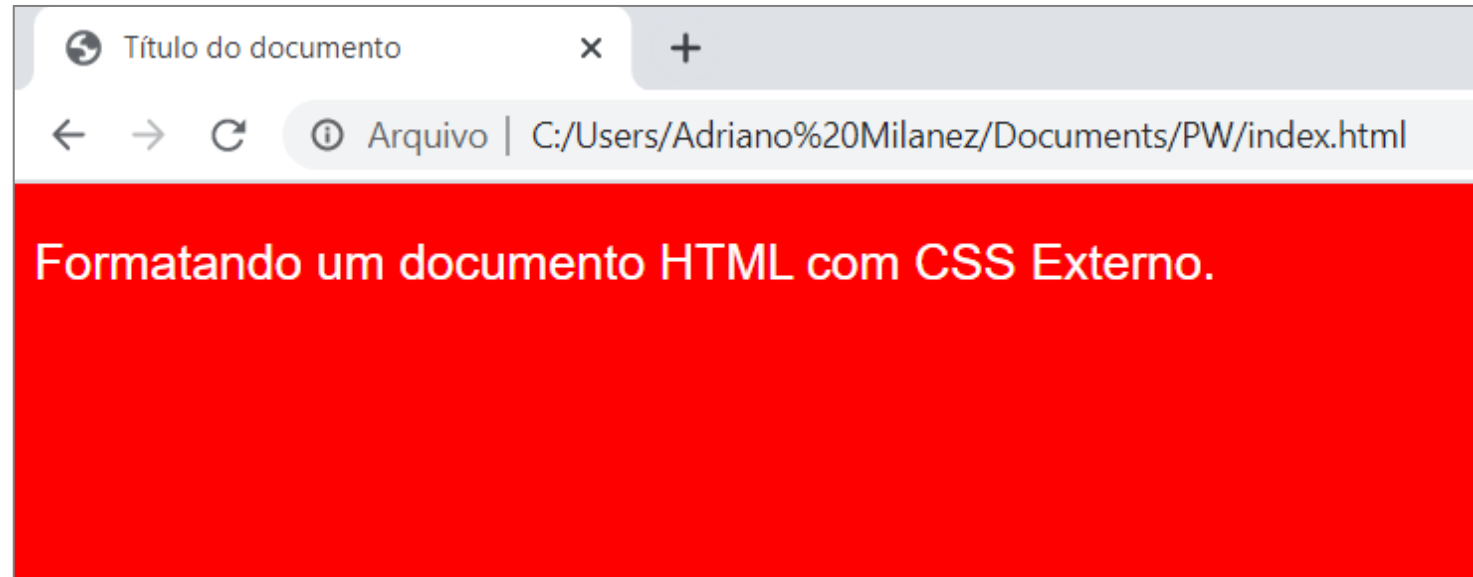 Título do documento
Arquivo | C:/Users/Adriano%20Milanez/Documents/PW/index.html
Formatando um documento HTML com CSS Externo.